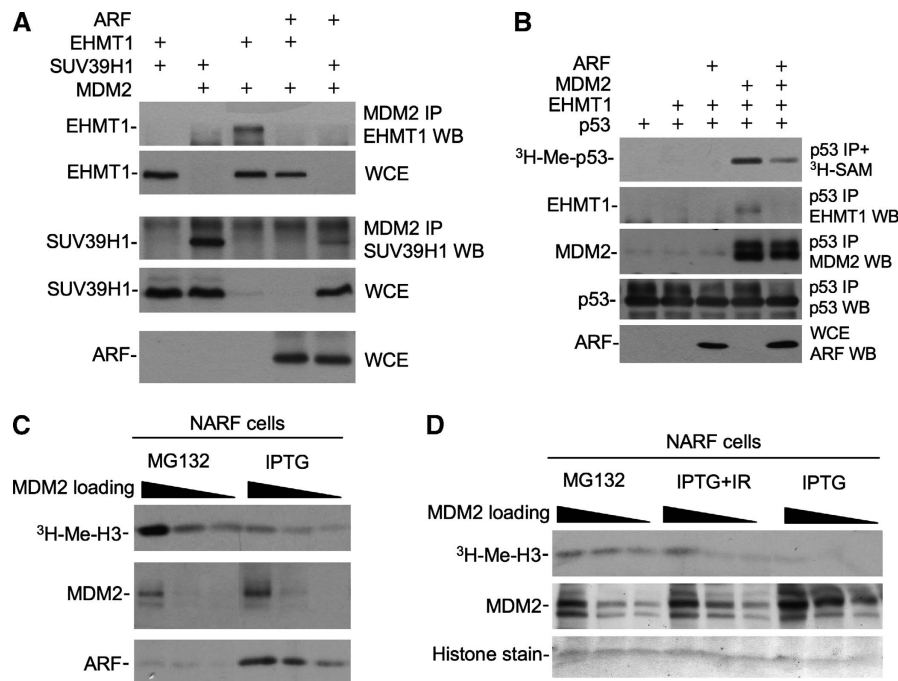 A
ARF + +
EHMT1 + + +
SUV39H1 + + +
MDM2 + + + +
EHMT1- MDM2 IP
EHMT1 WB
EHMT1- WCE
SUV39H1- MDM2 IP
SUV39H1 WB
SUV39H1- WCE
ARF- WCE
B
ARF + +
MDM2 + +
EHMT1 + + + +
p53 + + + + +
³H-Me-p53- p53 IP+
³H-SAM
EHMT1- p53 IP
EHMT1 WB
MDM2- p53 IP
MDM2 WB
p53- p53 IP
p53 WB
ARF- WCE
ARF WB
C
NARF cells
MG132 IPTG
MDM2 loading
³H-Me-H3-
MDM2-
ARF-
D
NARF cells
MG132 IPTG+IR IPTG
MDM2 loading
³H-Me-H3-
MDM2-
Histone stain-